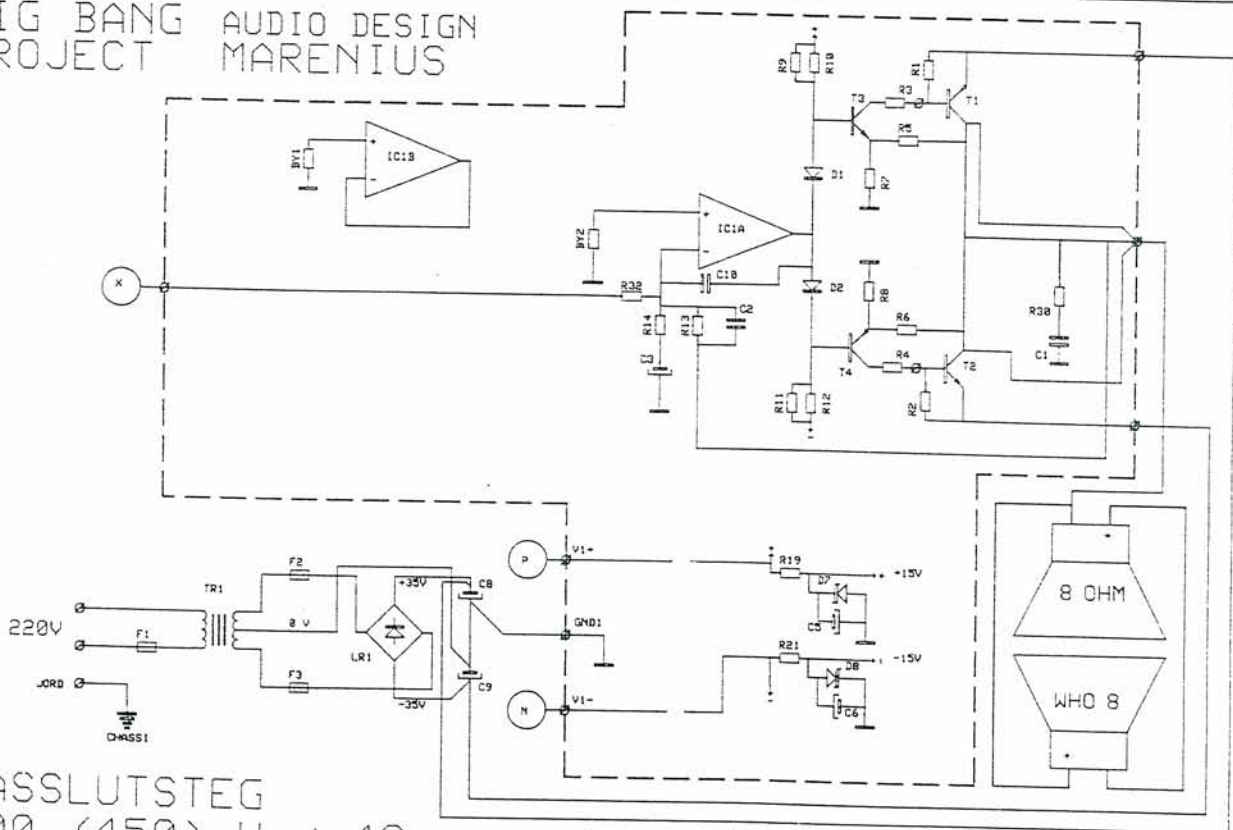 IG BANG AUDIO DESIGN
ROJECT MARENIUS
R9
R10
R1
R3
T3
T1
R5
BY1
+
IC1B
-
D1
R7
BY2
+
IC1A
-
X
C10
R32
D2
R8
R14
R13
C2
R6
R30
R4
C1
T4
T2
R11
R12
R2
P
V1+
R19
+ +15V
F2
+35V
C8
D7
TR1
C5
8 OHM
220V
0 V
GND1
F1
LR1
R21
-15V
D8
F3
C9
WHO 8
JORD
-35V
N
V1-
C6
CHASSI
+
+
ASSLUTSTEG